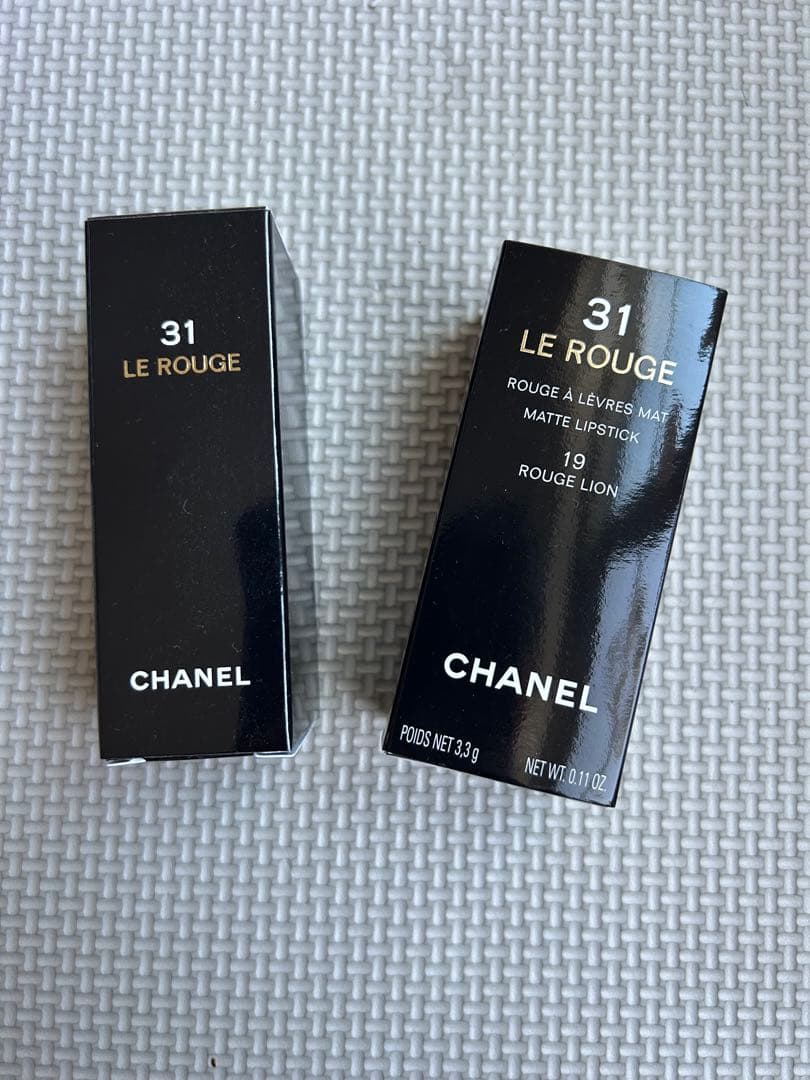 31
LE ROUGE
CHANEL
31
LE ROUGE
ROUGE À LÈVRES MAT
MATTE LIPSTICK
19
ROUGE LION
CHANEL
POIDS NET 3,3 g
NET WT. 0.11 OZ.